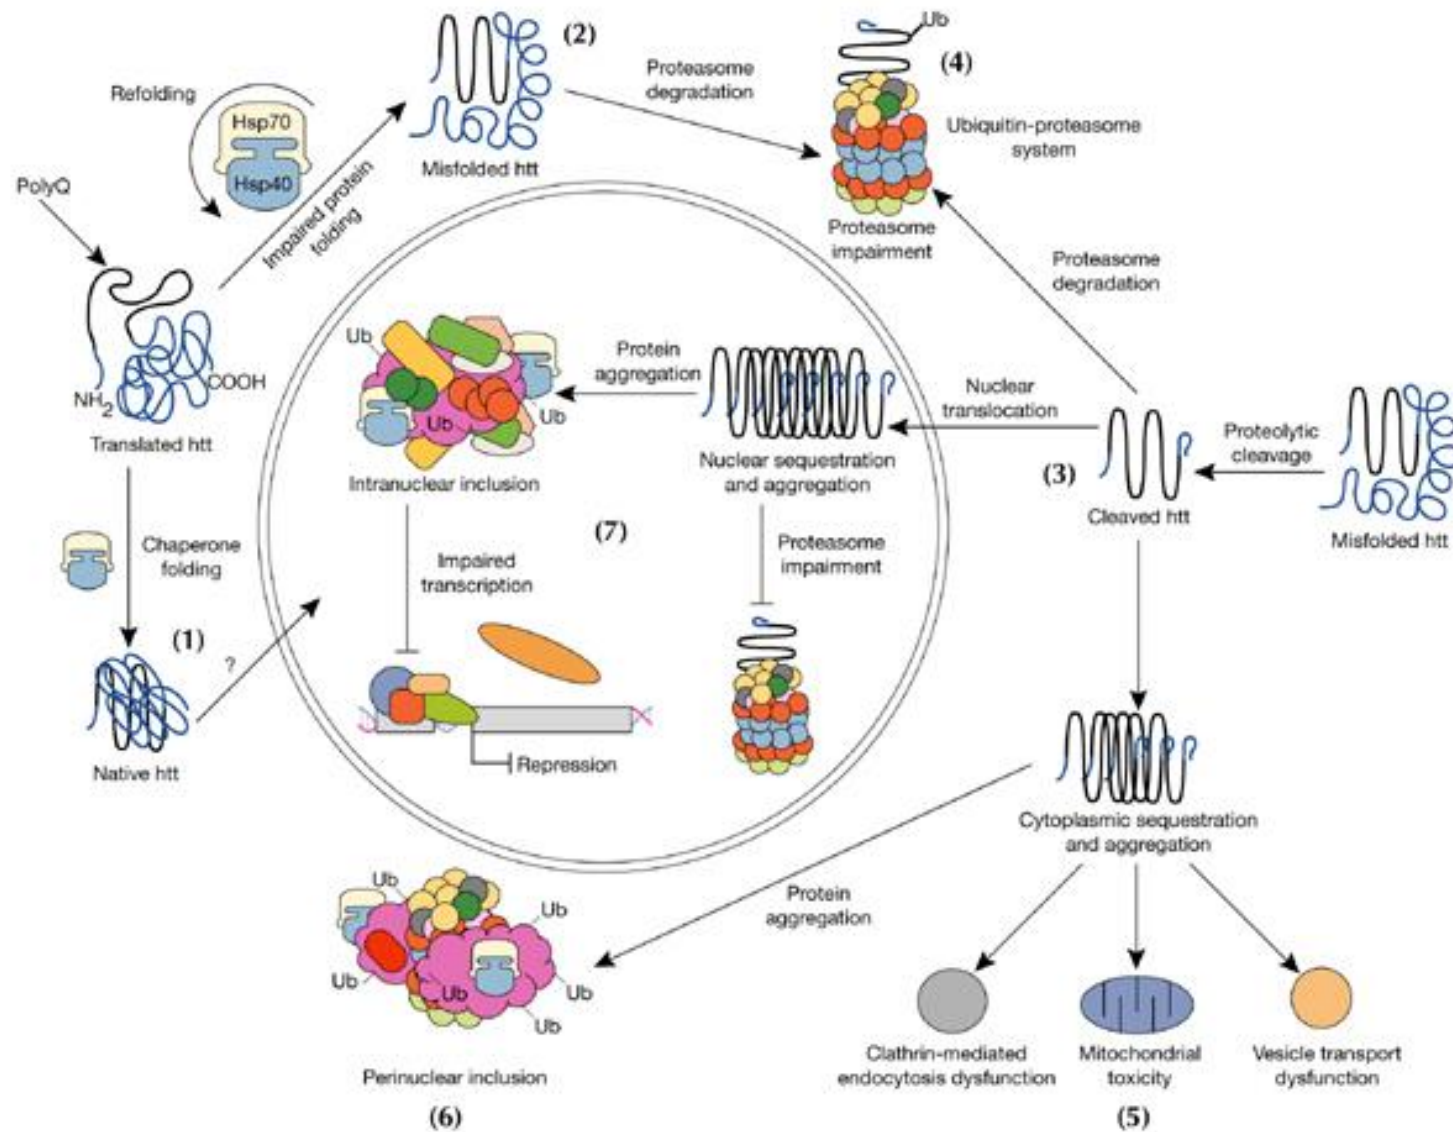 (2)
Ub
(4)
Refolding
Hsp70
Hsp40
Proteasome
degradation
Ubiquitin-proteasome
system
Misfolded htt
PolyQ
Impaired protein
folding
Proteasome
impairment
Proteasome
degradation
Ub
Protein
aggregation
Nuclear
translocation
NH2
COOH
Ub
Ub
Translated htt
Proteolytic
cleavage
Intranuclear inclusion
Nuclear sequestration
and aggregation
(3)
Cleaved htt
Misfolded htt
Chaperone
folding
(7)
Impaired
transcription
Proteasome
impairment
(1)
?
Native htt
Repression
Cytoplasmic sequestration
and aggregation
Protein
aggregation
Ub
Ub
Ub
Ub
Ub
Ub
Perinuclear inclusion
(6)
Clathrin-mediated
endocytosis dysfunction
Mitochondrial
toxicity
Vesicle transport
dysfunction
(5)